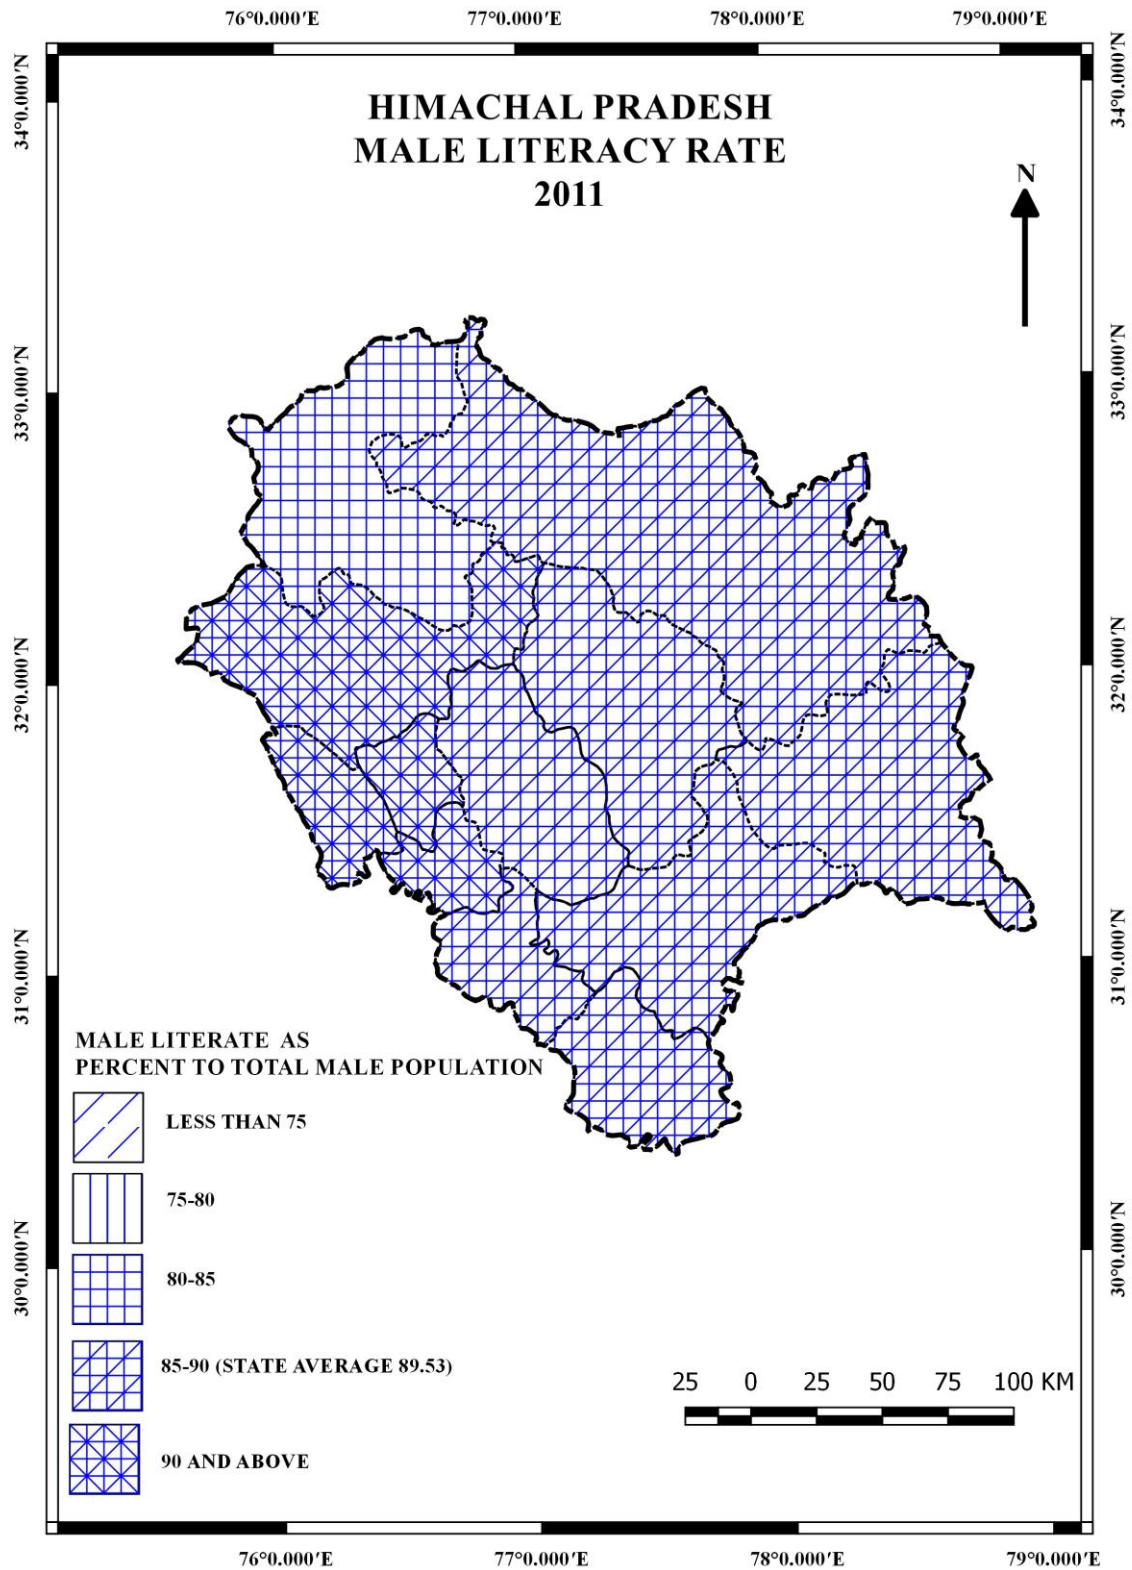 76°0.000′E 77°0.000′E 78°0.000′E 79°0.000′E
HIMACHAL PRADESH
MALE LITERACY RATE
2011
N
34°0.000′N
33°0.000′N
32°0.000′N
31°0.000′N
30°0.000′N
34°0.000′N
33°0.000′N
32°0.000′N
31°0.000′N
30°0.000′N
MALE LITERATE AS
PERCENT TO TOTAL MALE POPULATION
LESS THAN 75
75-80
80-85
85-90 (STATE AVERAGE 89.53)
90 AND ABOVE
25 0 25 50 75 100 KM
76°0.000′E 77°0.000′E 78°0.000′E 79°0.000′E